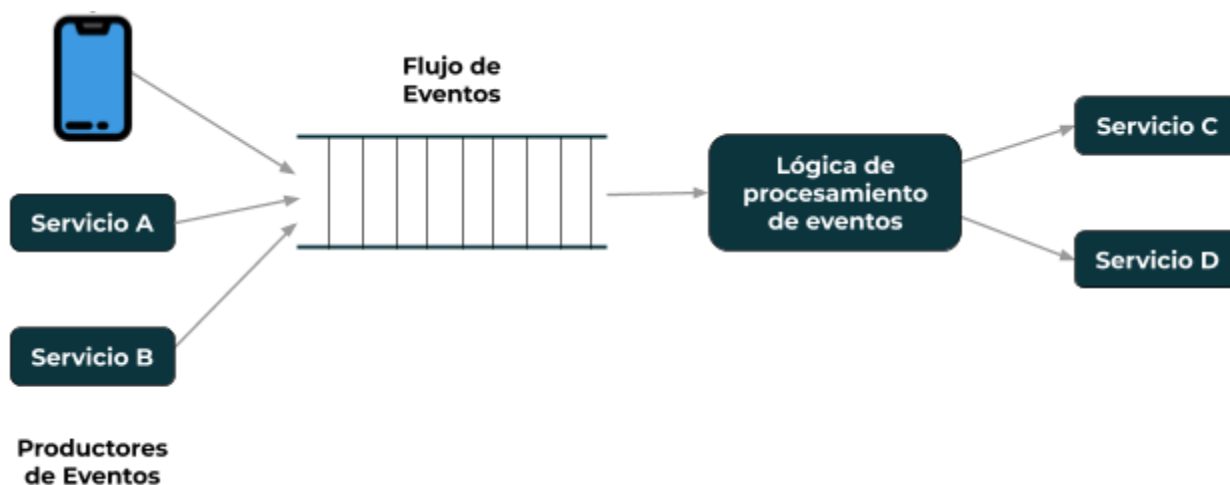 Flujo de
Eventos
Servicio A
Servicio B
Productores
de Eventos
Lógica de
procesamiento
de eventos
Servicio C
Servicio D